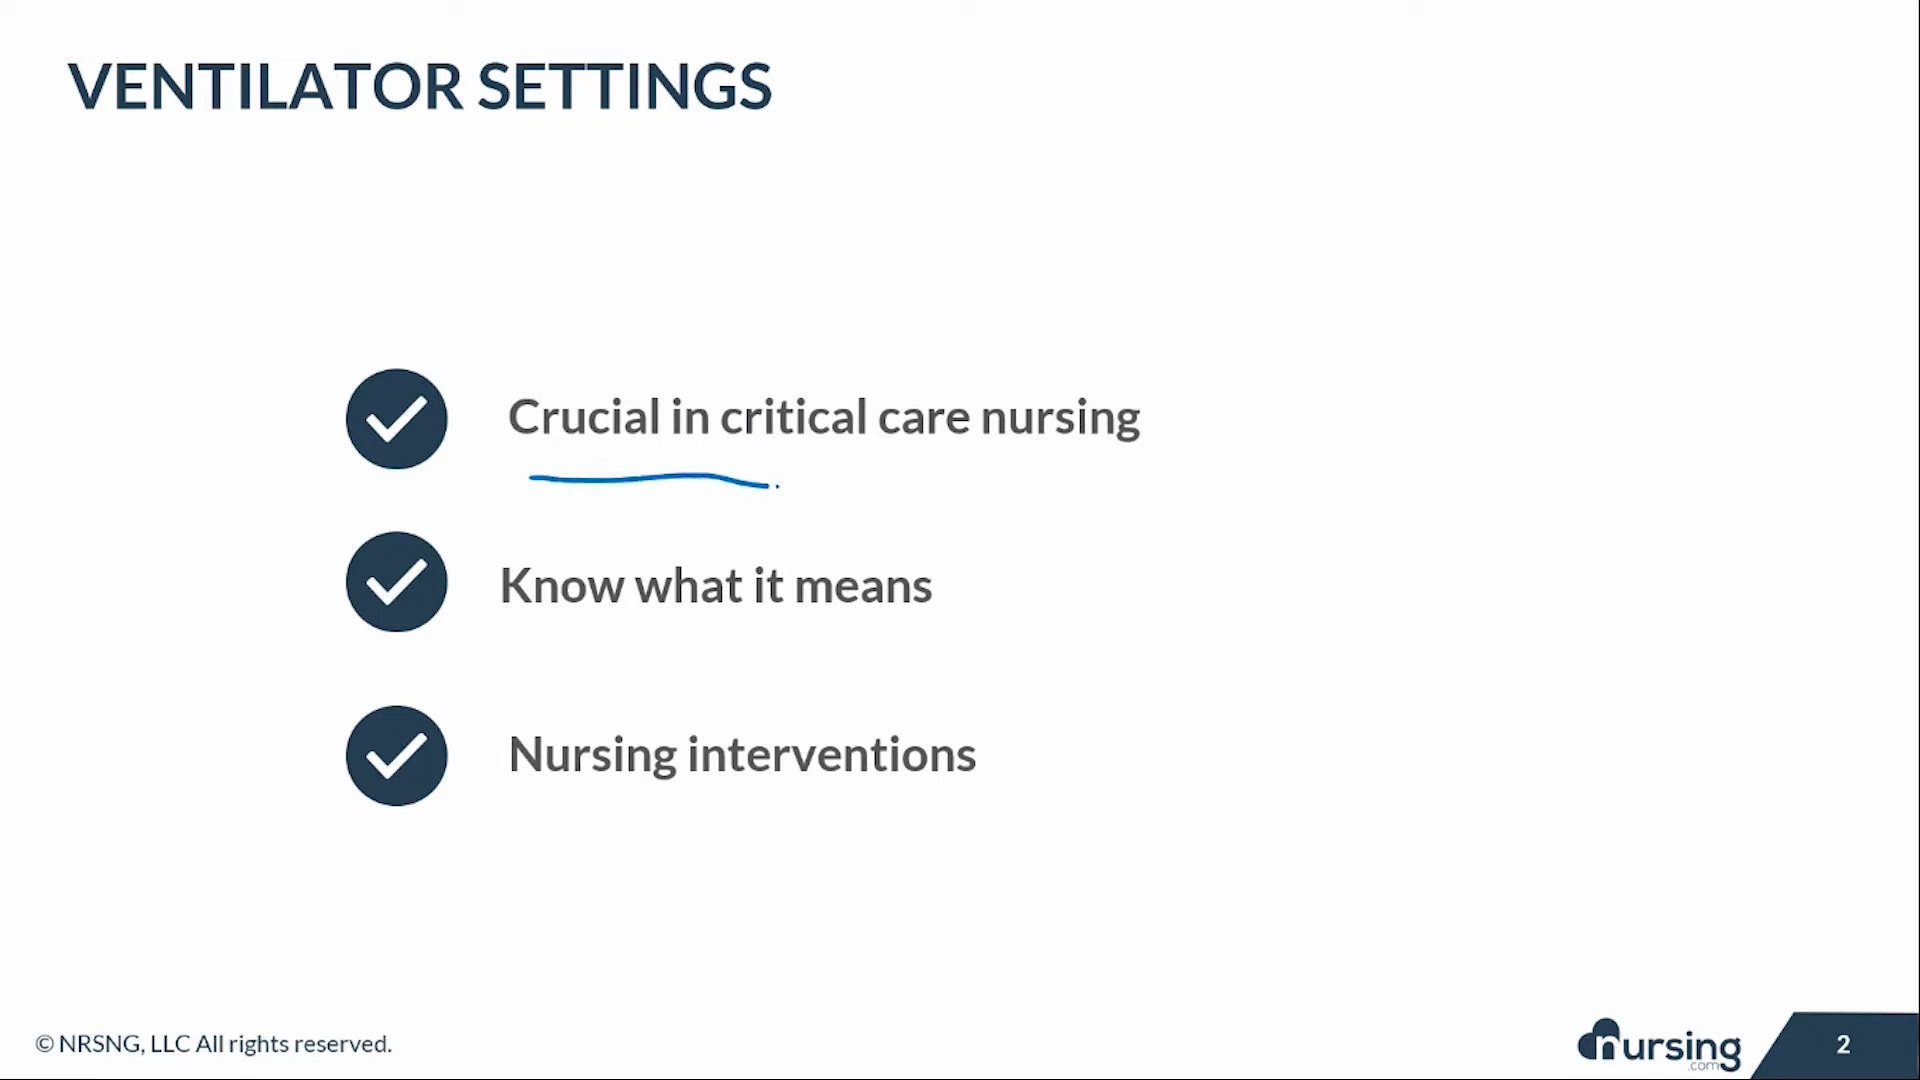 VENTILATOR SETTINGS
Crucial in critical care nursing
Know what it means
Nursing interventions
© NRSNG, LLC All rights reserved.
nursing
.com
2